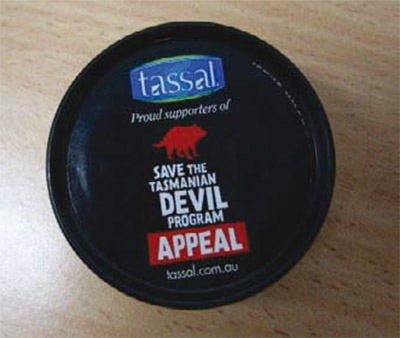 tassal
Proud supporters of
SAVE THE
TASMANIAN
DEVIL
PROGRAM
APPEAL
tassal.com.au